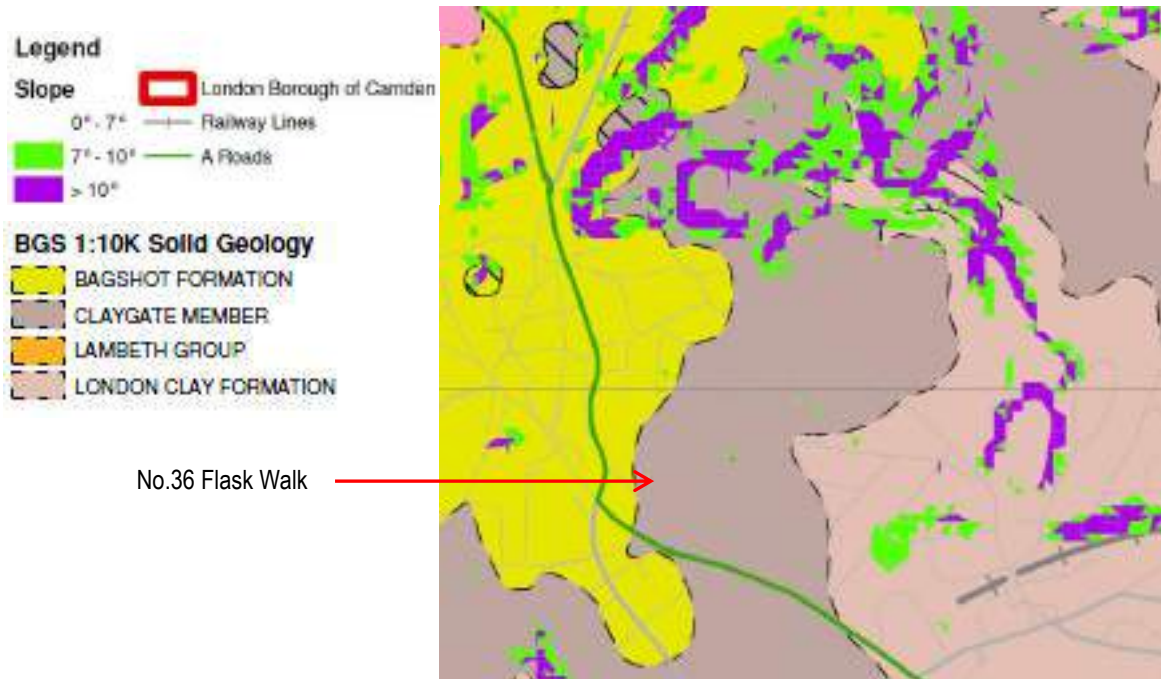 Legend
Slope
London Borough of Camden
0° - 7°
Railway Lines
7° - 10°
A Roads
> 10°
BGS 1:10K Solid Geology
BAGSHOT FORMATION
CLAYGATE MEMBER
LAMBETH GROUP
LONDON CLAY FORMATION
No.36 Flask Walk